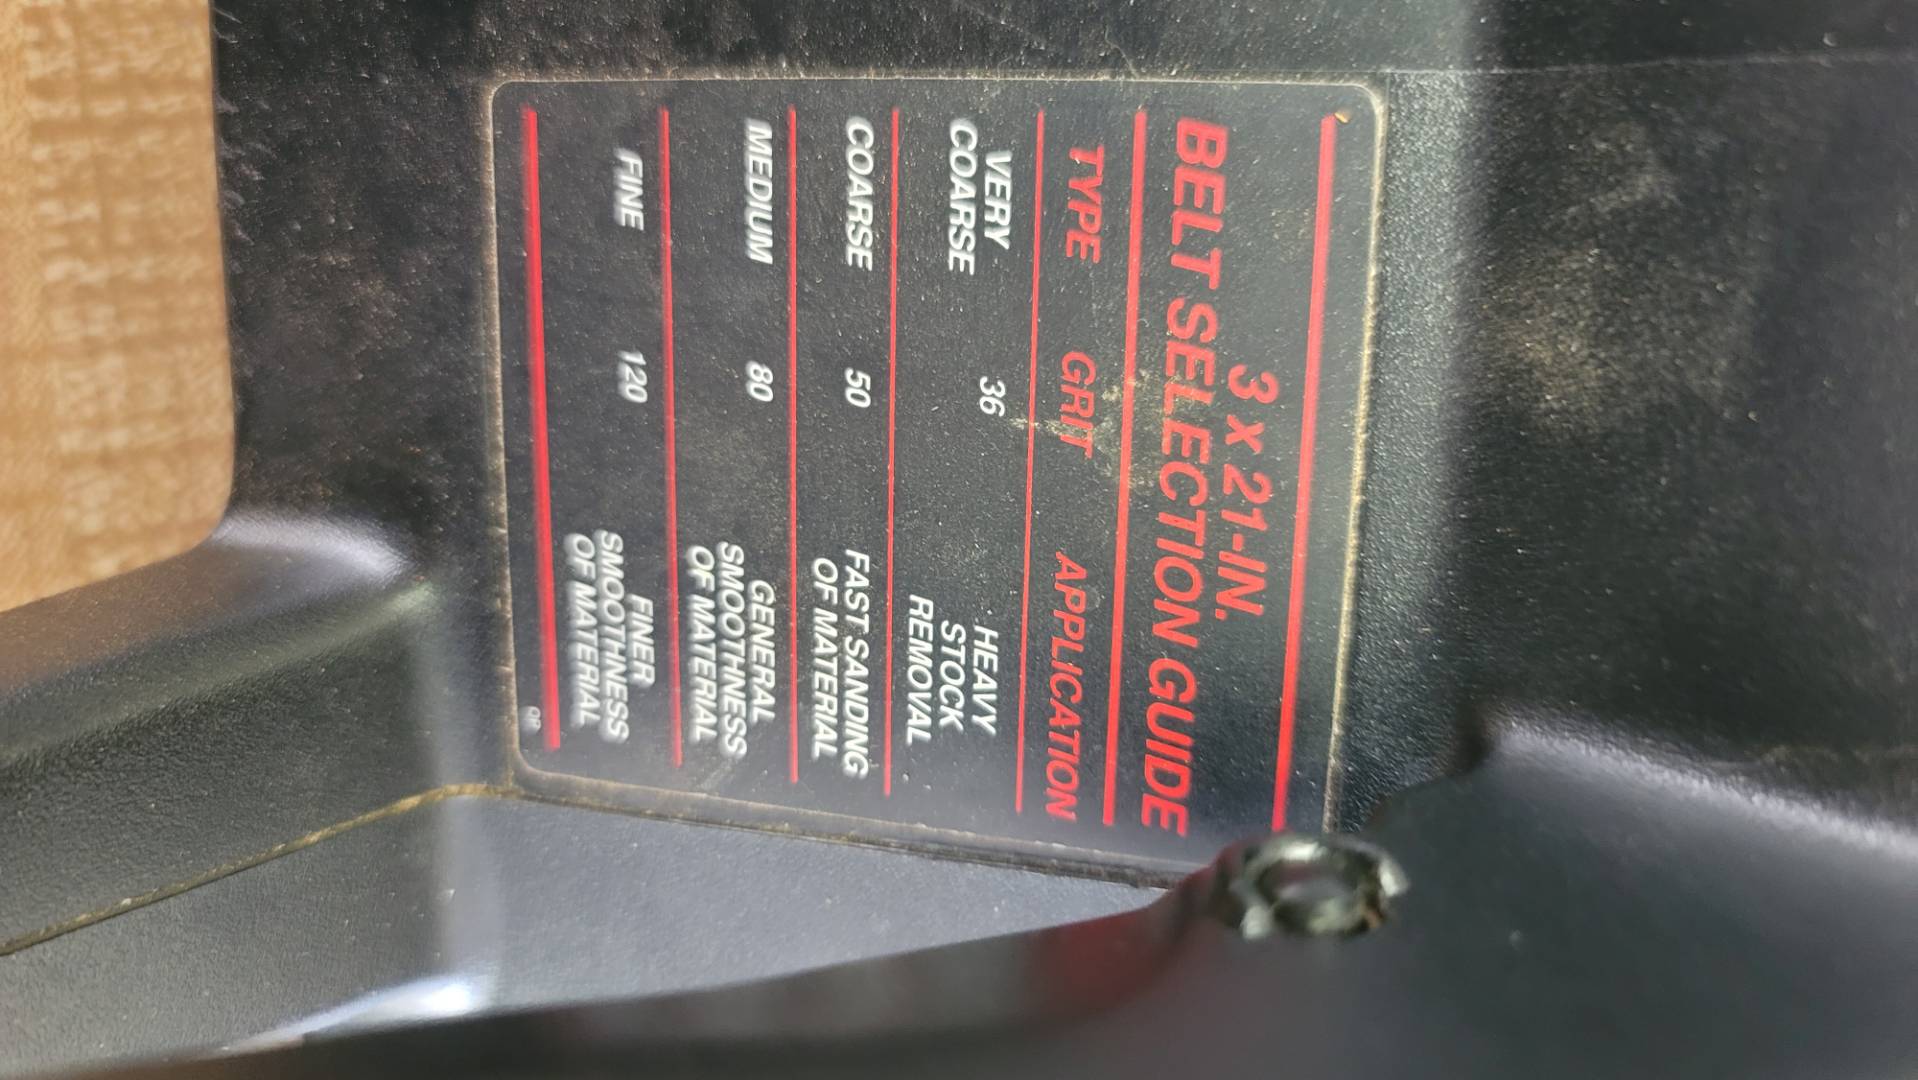 3 x 21-IN.
BELT SELECTION GUIDE
TYPE GRIT APPLICATION
VERY
COARSE
36
HEAVY
STOCK
REMOVAL
COARSE
50
FAST SANDING
OF MATERIAL
MEDIUM
80
GENERAL
SMOOTHNESS
OF MATERIAL
FINE
120
FINER
SMOOTHNESS
OF MATERIAL